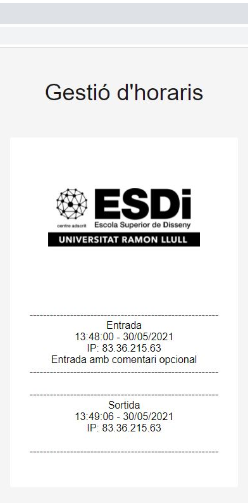 Gestió d'horaris
ESDi
centre adscrit Escola Superior de Disseny
UNIVERSITAT RAMON LLULL
--------------------------------------------------
Entrada
13:48:00 - 30/05/2021
IP: 83.36.215.63
Entrada amb comentari opcional
--------------------------------------------------
--------------------------------------------------
Sortida
13:49:06 - 30/05/2021
IP: 83.36.215.63
--------------------------------------------------